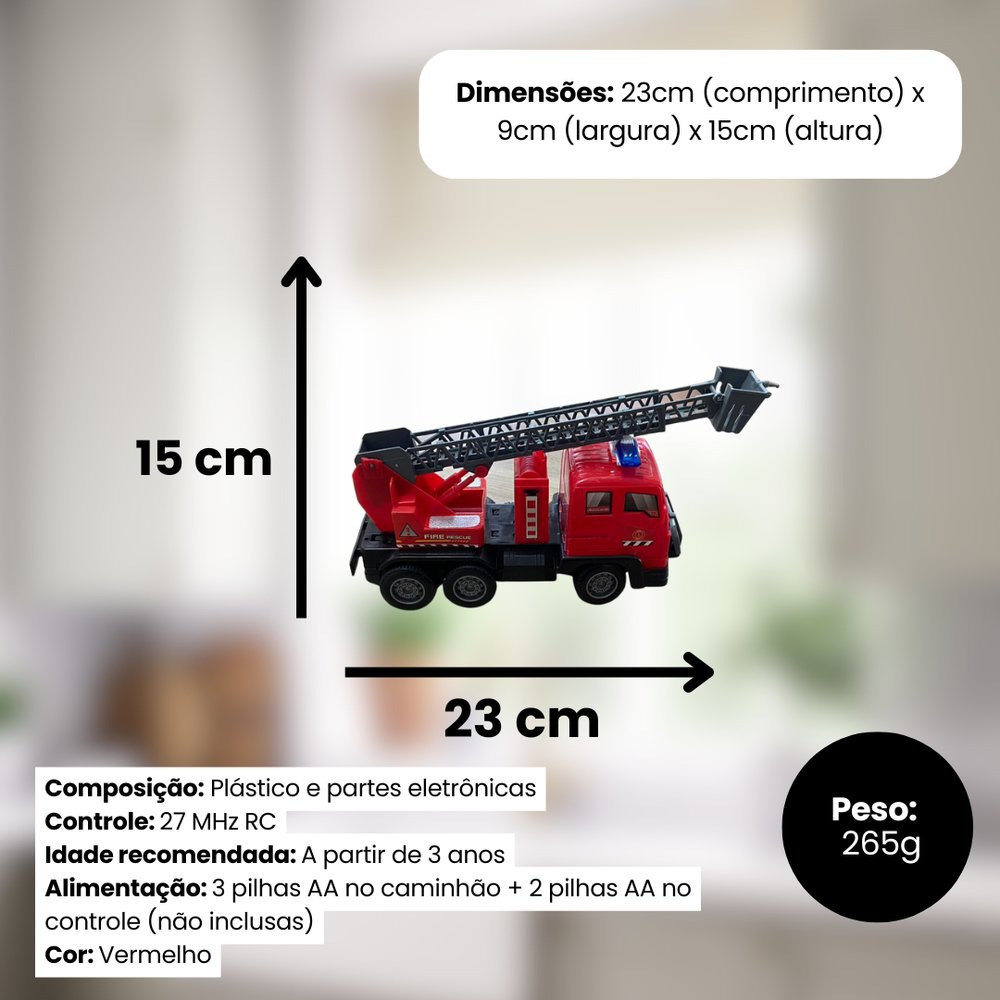 Dimensões: 23cm (comprimento) x
9cm (largura) x 15cm (altura)
15 cm
FIRE RESCUE
23 cm
Composição: Plástico e partes eletrônicas
Controle: 27 MHz RC
Idade recomendada: A partir de 3 anos
Alimentação: 3 pilhas AA no caminhão + 2 pilhas AA no
controle (não inclusas)
Cor: Vermelho
Peso:
265g